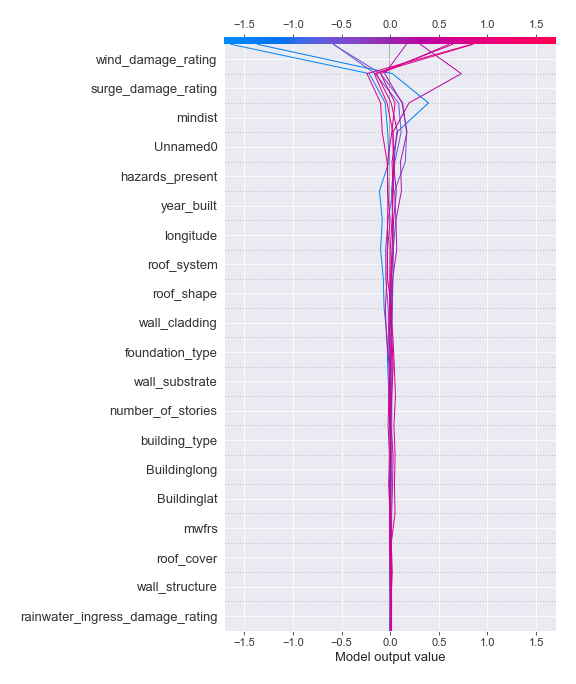 −1.5 −1.0 −0.5 0.0 0.5 1.0 1.5
wind_damage_rating
surge_damage_rating
mindist
Unnamed0
hazards_present
year_built
longitude
roof_system
roof_shape
wall_cladding
foundation_type
wall_substrate
number_of_stories
building_type
Buildinglong
Buildinglat
mwfrs
roof_cover
wall_structure
rainwater_ingress_damage_rating
−1.5 −1.0 −0.5 0.0 0.5 1.0 1.5
Model output value